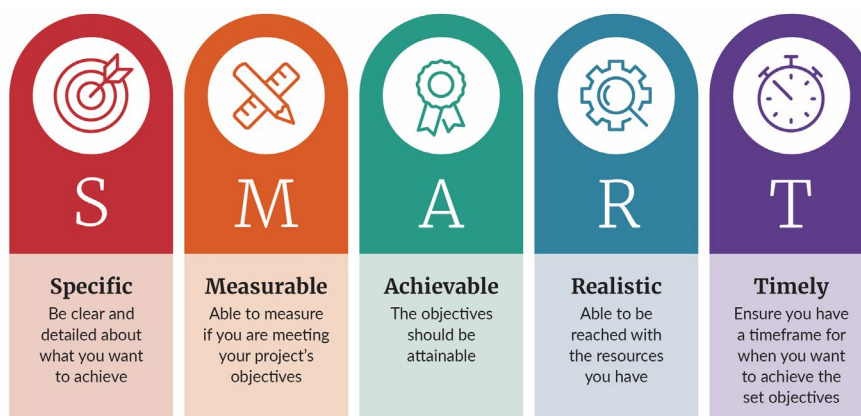 S
M
A
R
T
Specific
Be clear and
detailed about
what you want
to achieve
Measurable
Able to measure
if you are meeting
your project's
objectives
Achievable
The objectives
should be
attainable
Realistic
Able to be
reached with
the resources
you have
Timely
Ensure you have
a timeframe for
when you want
to achieve the
set objectives